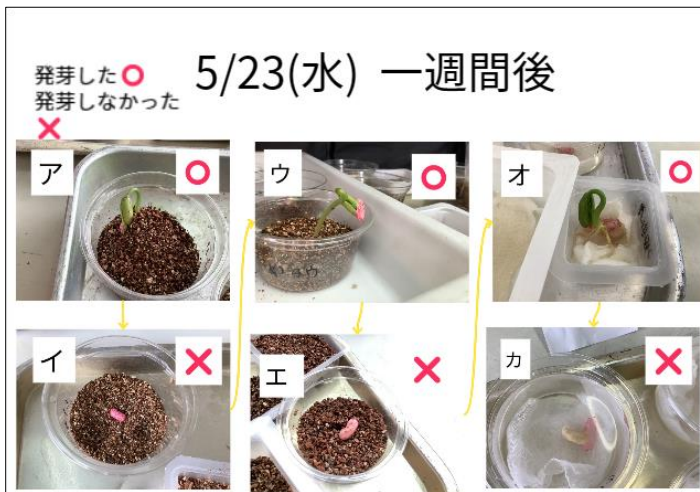 5/23(水) 一週間後
発芽した⭕
発芽しなかった
❌
ア
⭕
ウ
⭕
オ
⭕
イ
❌
エ
❌
カ
❌